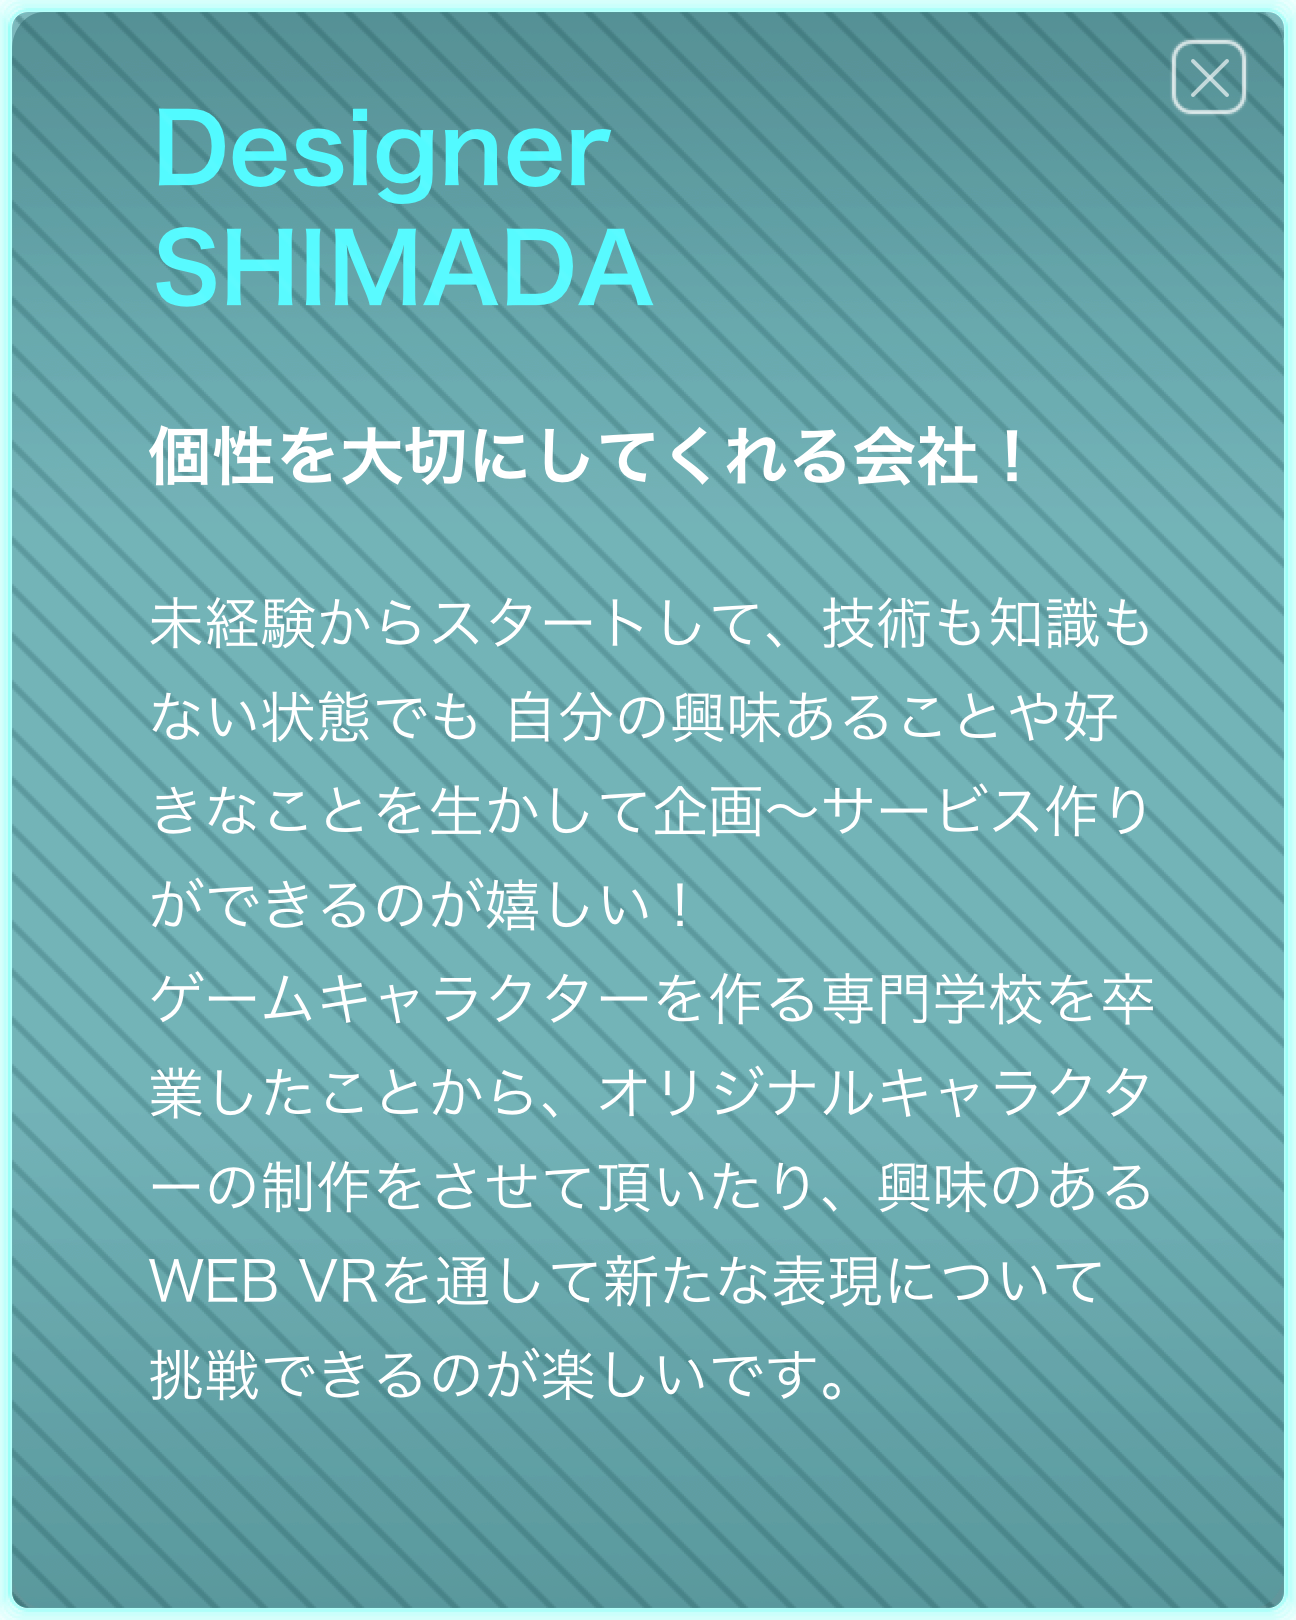 Designer
SHIMADA
個性を大切にしてくれる会社！
未経験からスタートして、技術も知識も
ない状態でも 自分の興味あることや好
きなことを生かして企画〜サービス作り
ができるのが嬉しい！
ゲームキャラクターを作る専門学校を卒
業したことから、オリジナルキャラクタ
ーの制作をさせて頂いたり、興味のある
WEB VRを通して新たな表現について
挑戦できるのが楽しいです。